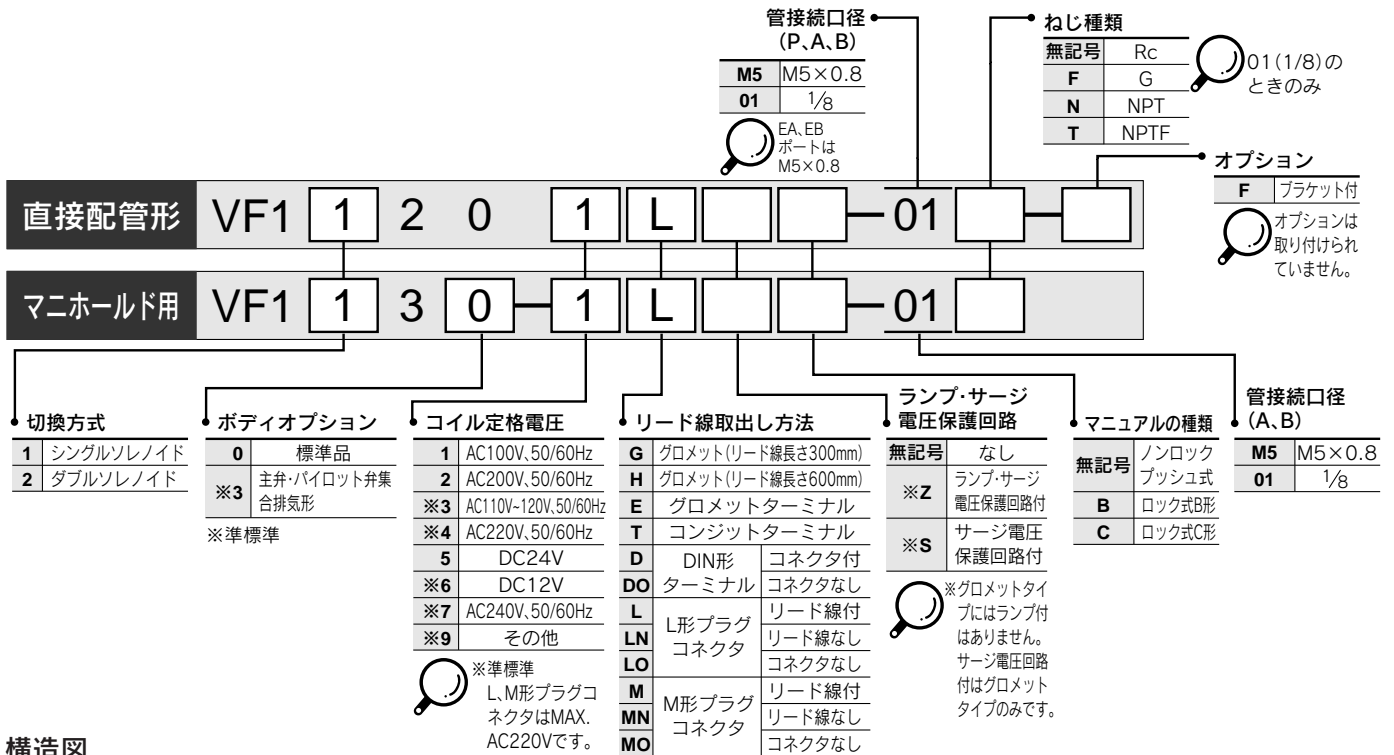 管接続口径
(P、A、B)
M5 M5×0.8
01 1/8
EA、EB
ポートは
M5×0.8
ねじ種類
無記号 Rc
F G
N NPT
T NPTF
01(1/8)の
ときのみ
オプション
F ブラケット付
オプションは
取り付けられ
ていません。
直接配管形 VF1 1 2 0 1 L - 01 -
マニホールド用 VF1 1 3 0 - 1 L - 01
切換方式
1 シングルソレノイド
2 ダブルソレノイド
ボディオプション
0 標準品
※3 主弁・パイロット弁集
合排気形
※準標準
コイル定格電圧
1 AC100V、50/60Hz
2 AC200V、50/60Hz
※3 AC110V~120V、50/60Hz
※4 AC220V、50/60Hz
5 DC24V
※6 DC12V
※7 AC240V、50/60Hz
※9 その他
※準標準
L、M形プラグコ
ネクタはMAX.
AC220Vです。
リード線取出し方法
G グロメット(リード線長さ300mm)
H グロメット(リード線長さ600mm)
E グロメットターミナル
T コンジットターミナル
D DIN形 コネクタ付
DO ターミナル コネクタなし
L L形プラグ リード線付
LN コネクタ リード線なし
LO コネクタなし
M M形プラグ リード線付
MN コネクタ リード線なし
MO コネクタなし
ランプ・サージ
電圧保護回路
無記号 なし
※Z ランプ・サージ
電圧保護回路付
※S サージ電圧
保護回路付
※グロメットタイ
プにはランプ付
はありません。
サージ電圧回路
付はグロメット
タイプのみです。
マニュアルの種類
無記号 ノンロック
プッシュ式
B ロック式B形
C ロック式C形
管接続口径
(A、B)
M5 M5×0.8
01 1/8
構造図